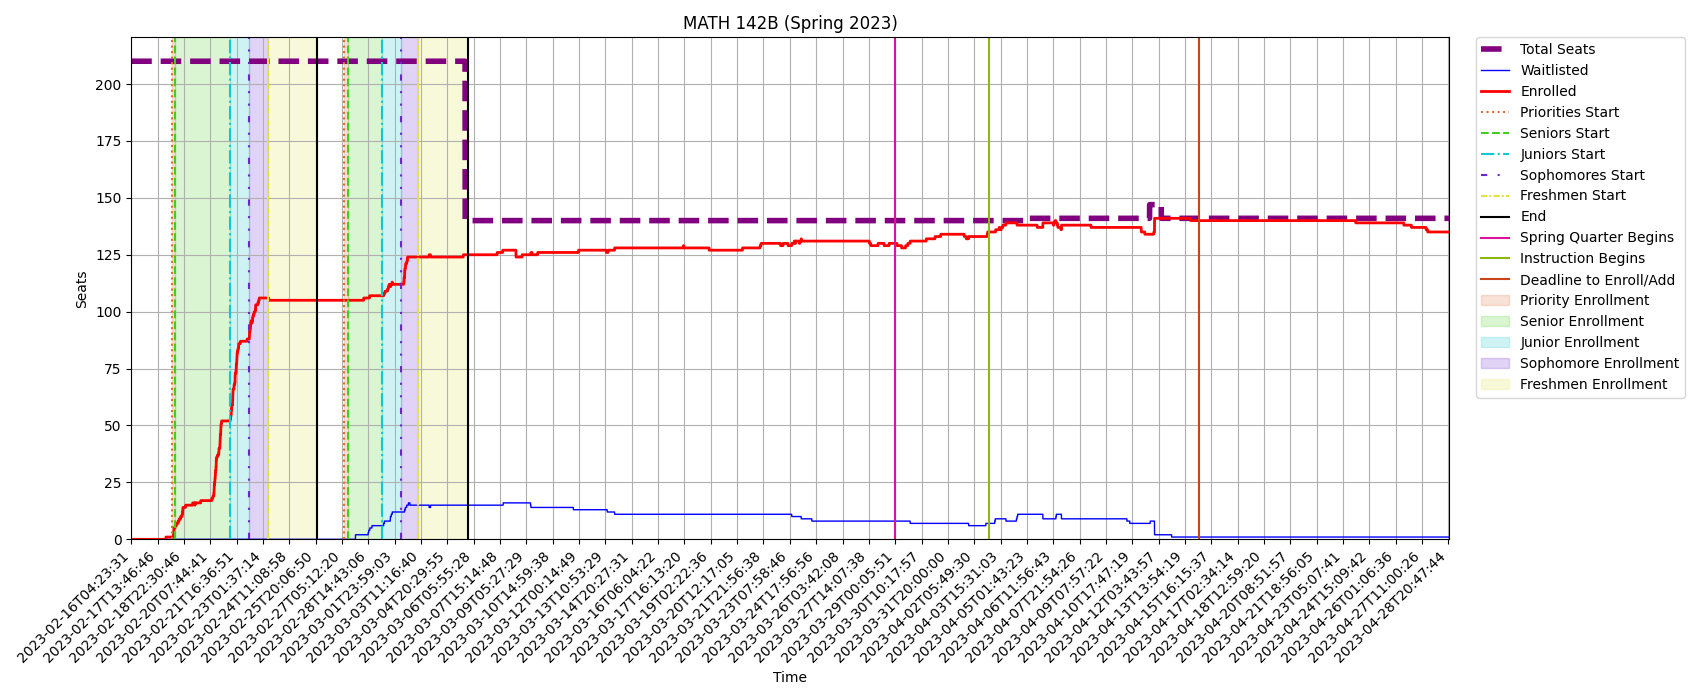 MATH 142B (Spring 2023)
Seats
200
175
150
125
100
75
50
25
0
2023-02-16T04:23:31
2023-02-17T13:46:46
2023-02-18T22:30:46
2023-02-20T07:44:41
2023-02-21T16:36:51
2023-02-23T01:37:14
2023-02-24T11:08:58
2023-02-25T20:06:50
2023-02-27T05:12:20
2023-02-28T14:43:06
2023-03-01T23:59:03
2023-03-03T11:16:40
2023-03-04T20:29:55
2023-03-06T05:55:28
2023-03-07T15:14:48
2023-03-09T05:27:29
2023-03-10T14:59:38
2023-03-12T00:14:49
2023-03-13T10:53:29
2023-03-14T20:27:31
2023-03-16T06:04:22
2023-03-17T16:13:20
2023-03-19T02:22:36
2023-03-20T12:17:05
2023-03-21T21:56:38
2023-03-23T07:58:46
2023-03-24T17:56:56
2023-03-26T03:42:08
2023-03-27T14:07:38
2023-03-29T00:05:51
2023-03-30T10:17:57
2023-03-31T20:00:00
2023-04-02T05:49:30
2023-04-03T15:31:03
2023-04-05T01:43:23
2023-04-06T11:56:43
2023-04-07T21:54:26
2023-04-09T07:57:22
2023-04-10T17:47:19
2023-04-12T03:43:57
2023-04-13T13:54:19
2023-04-15T16:15:37
2023-04-17T02:34:14
2023-04-18T12:59:20
2023-04-20T08:51:57
2023-04-21T18:56:05
2023-04-23T05:07:41
2023-04-24T15:09:42
2023-04-26T01:06:36
2023-04-27T11:00:26
2023-04-28T20:47:44
Time
Total Seats
Waitlisted
Enrolled
Priorities Start
Seniors Start
Juniors Start
Sophomores Start
Freshmen Start
End
Spring Quarter Begins
Instruction Begins
Deadline to Enroll/Add
Priority Enrollment
Senior Enrollment
Junior Enrollment
Sophomore Enrollment
Freshmen Enrollment